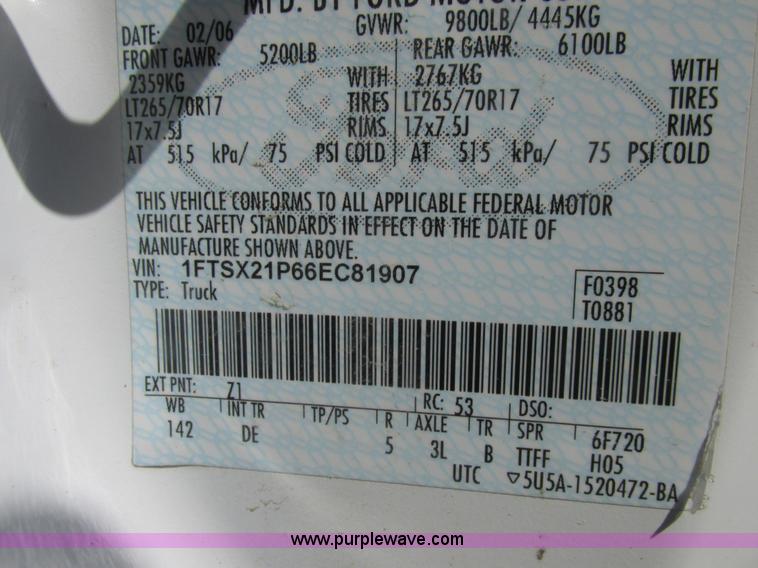 MFD. BY FORD MOTOR CO.
DATE: 02/06 GVWR: 9800LB/ 4445KG
FRONT GAWR: 5200LB REAR GAWR: 6100LB
2359KG WITH 2767KG WITH
LT265/70R17 TIRES LT265/70R17 TIRES
17x7.5J RIMS 17x7.5J RIMS
AT 515 kPa/ 75 PSI COLD AT 515 kPa/ 75 PSI COLD
THIS VEHICLE CONFORMS TO ALL APPLICABLE FEDERAL MOTOR
VEHICLE SAFETY STANDARDS IN EFFECT ON THE DATE OF
MANUFACTURE SHOWN ABOVE.
VIN: 1FTSX21P66EC81907
TYPE: Truck
F0398
T0881
EXT PNT: Z1 RC: 53 DSO:
WB INT TR TP/PS R AXLE TR SPR 6F720
142 DE 5 3L B TTFF H05
UTC ▽5U5A-1520472-BA
Ford
www.purplewave.com